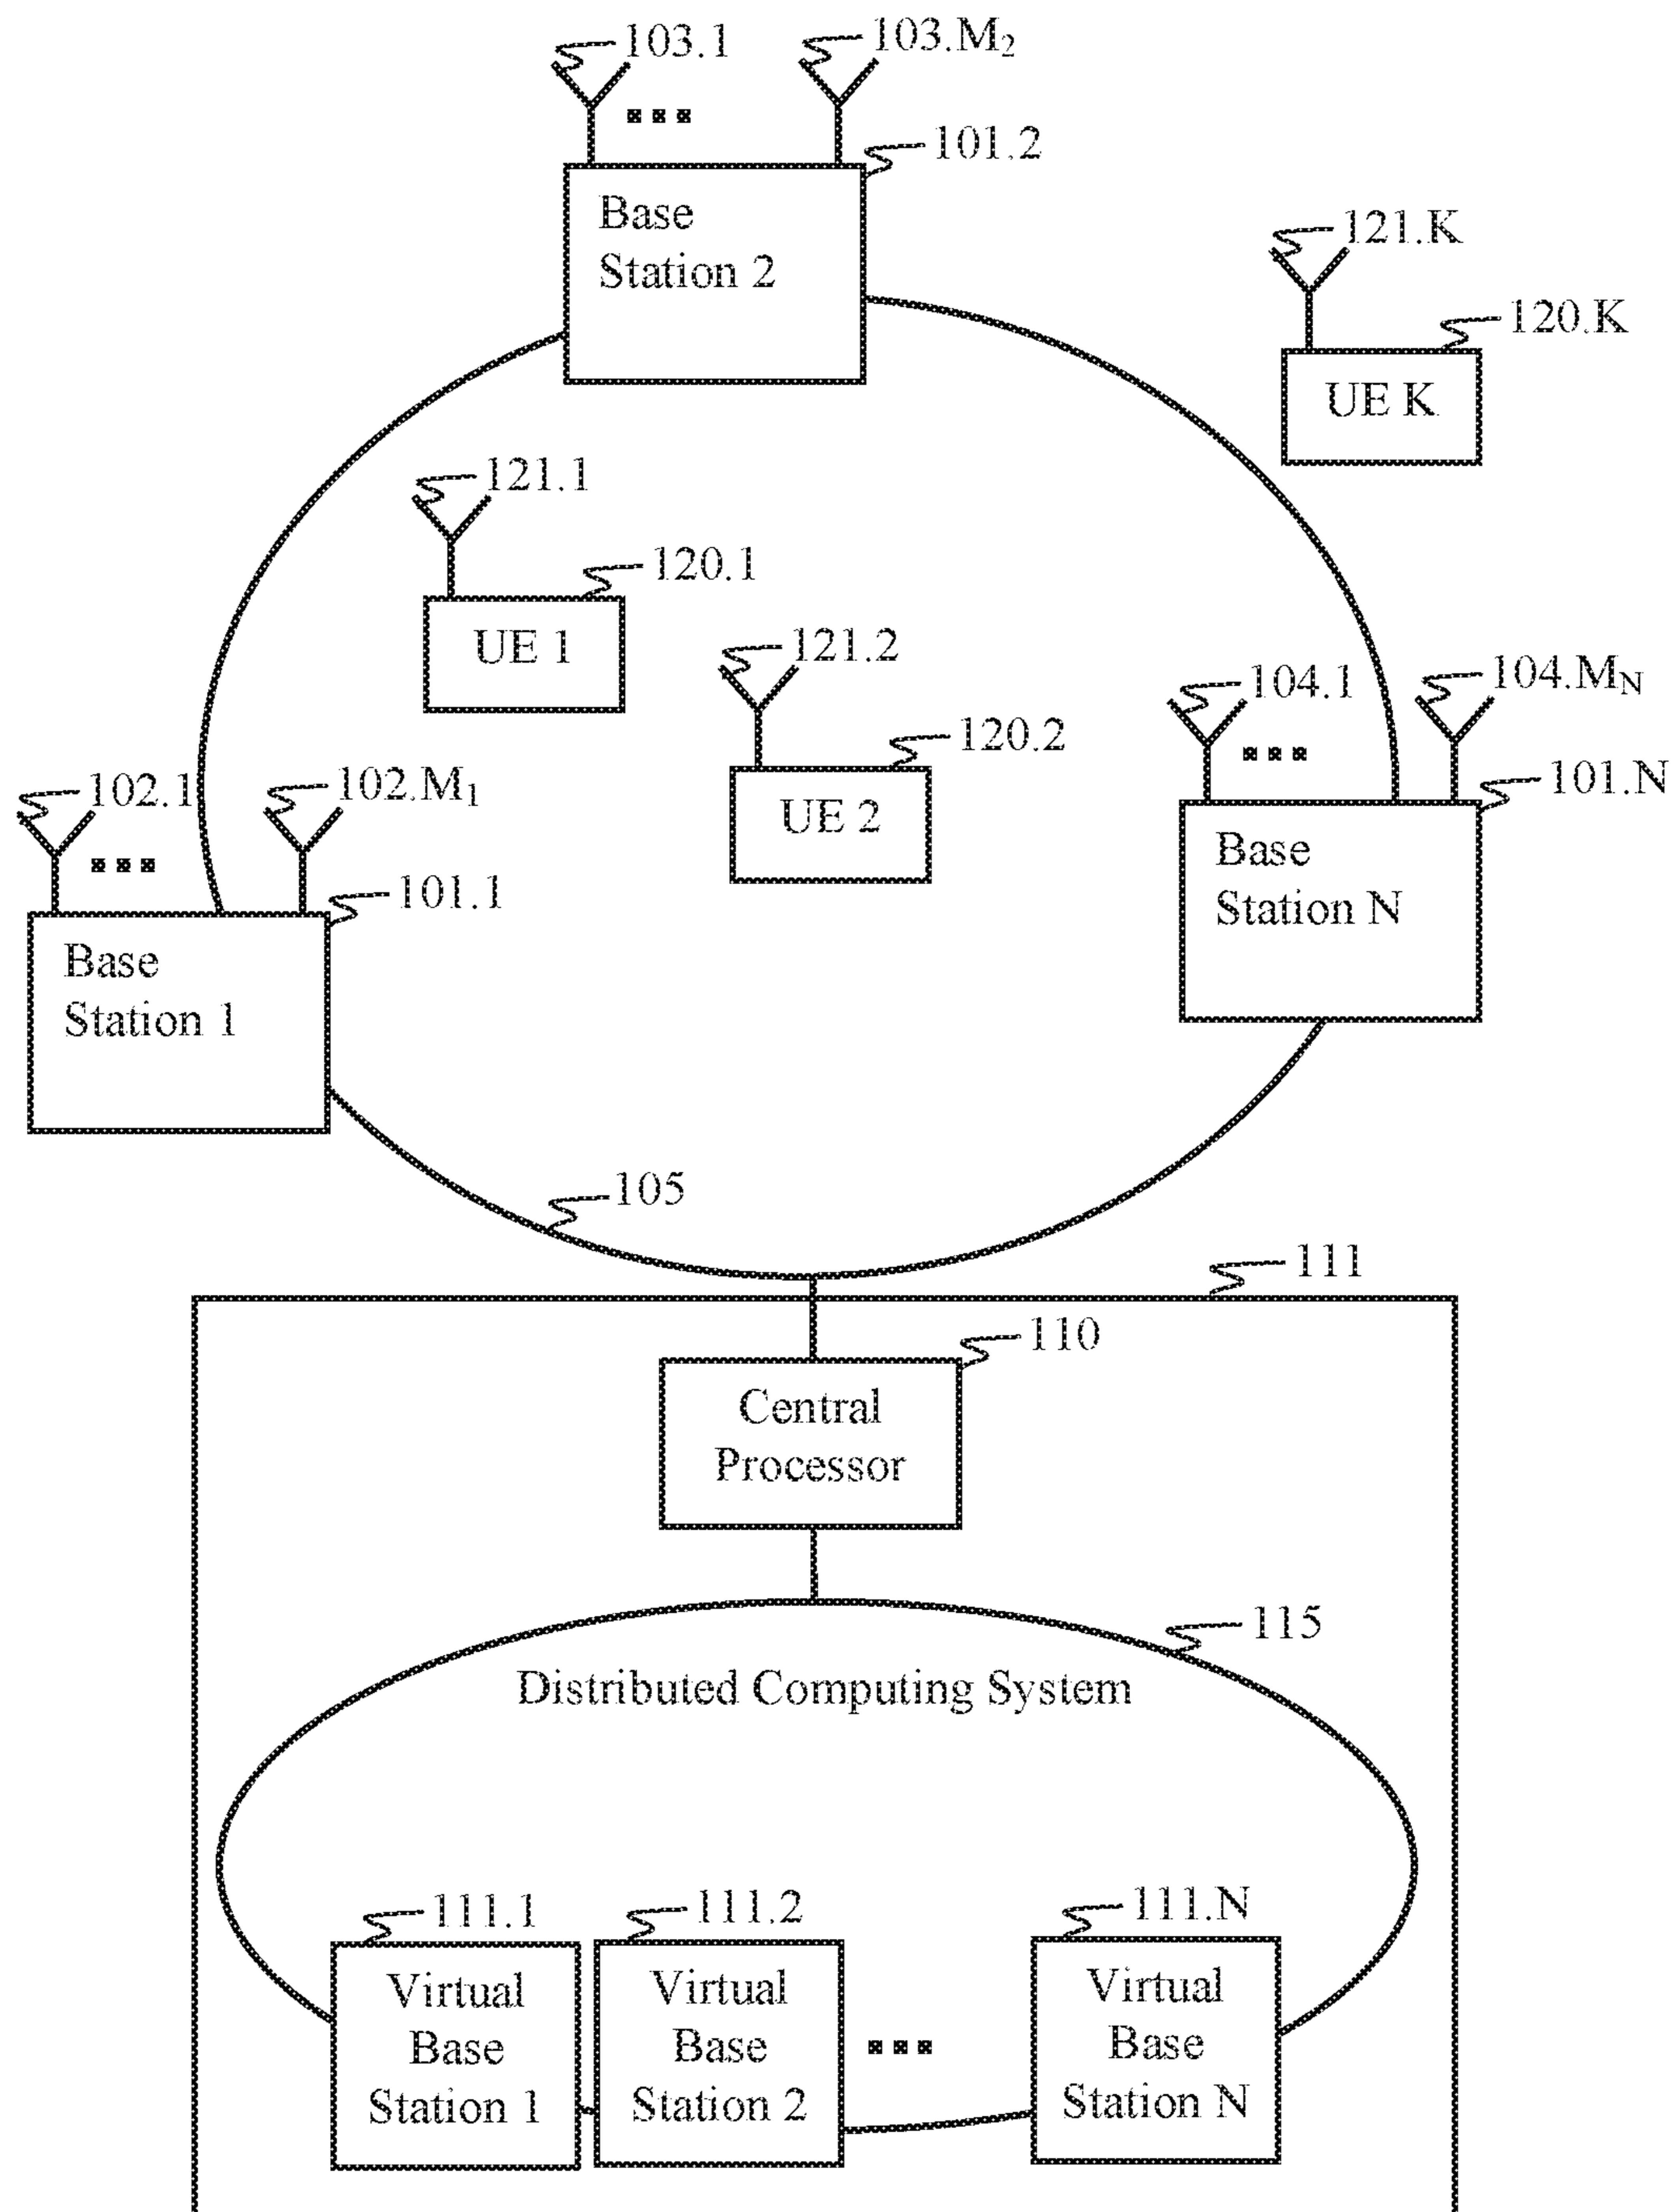 103.1
103.M2
101.2
Base
Station 2
121.K
120.K
UE K
121.1
120.1
UE 1
121.2
120.2
UE 2
104.1
104.MN
101.N
Base
Station N
102.1
102.M1
101.1
Base
Station 1
105
111
110
Central
Processor
115
Distributed Computing System
111.1
111.2
111.N
Virtual
Base
Station 1
Virtual
Base
Station 2
Virtual
Base
Station N